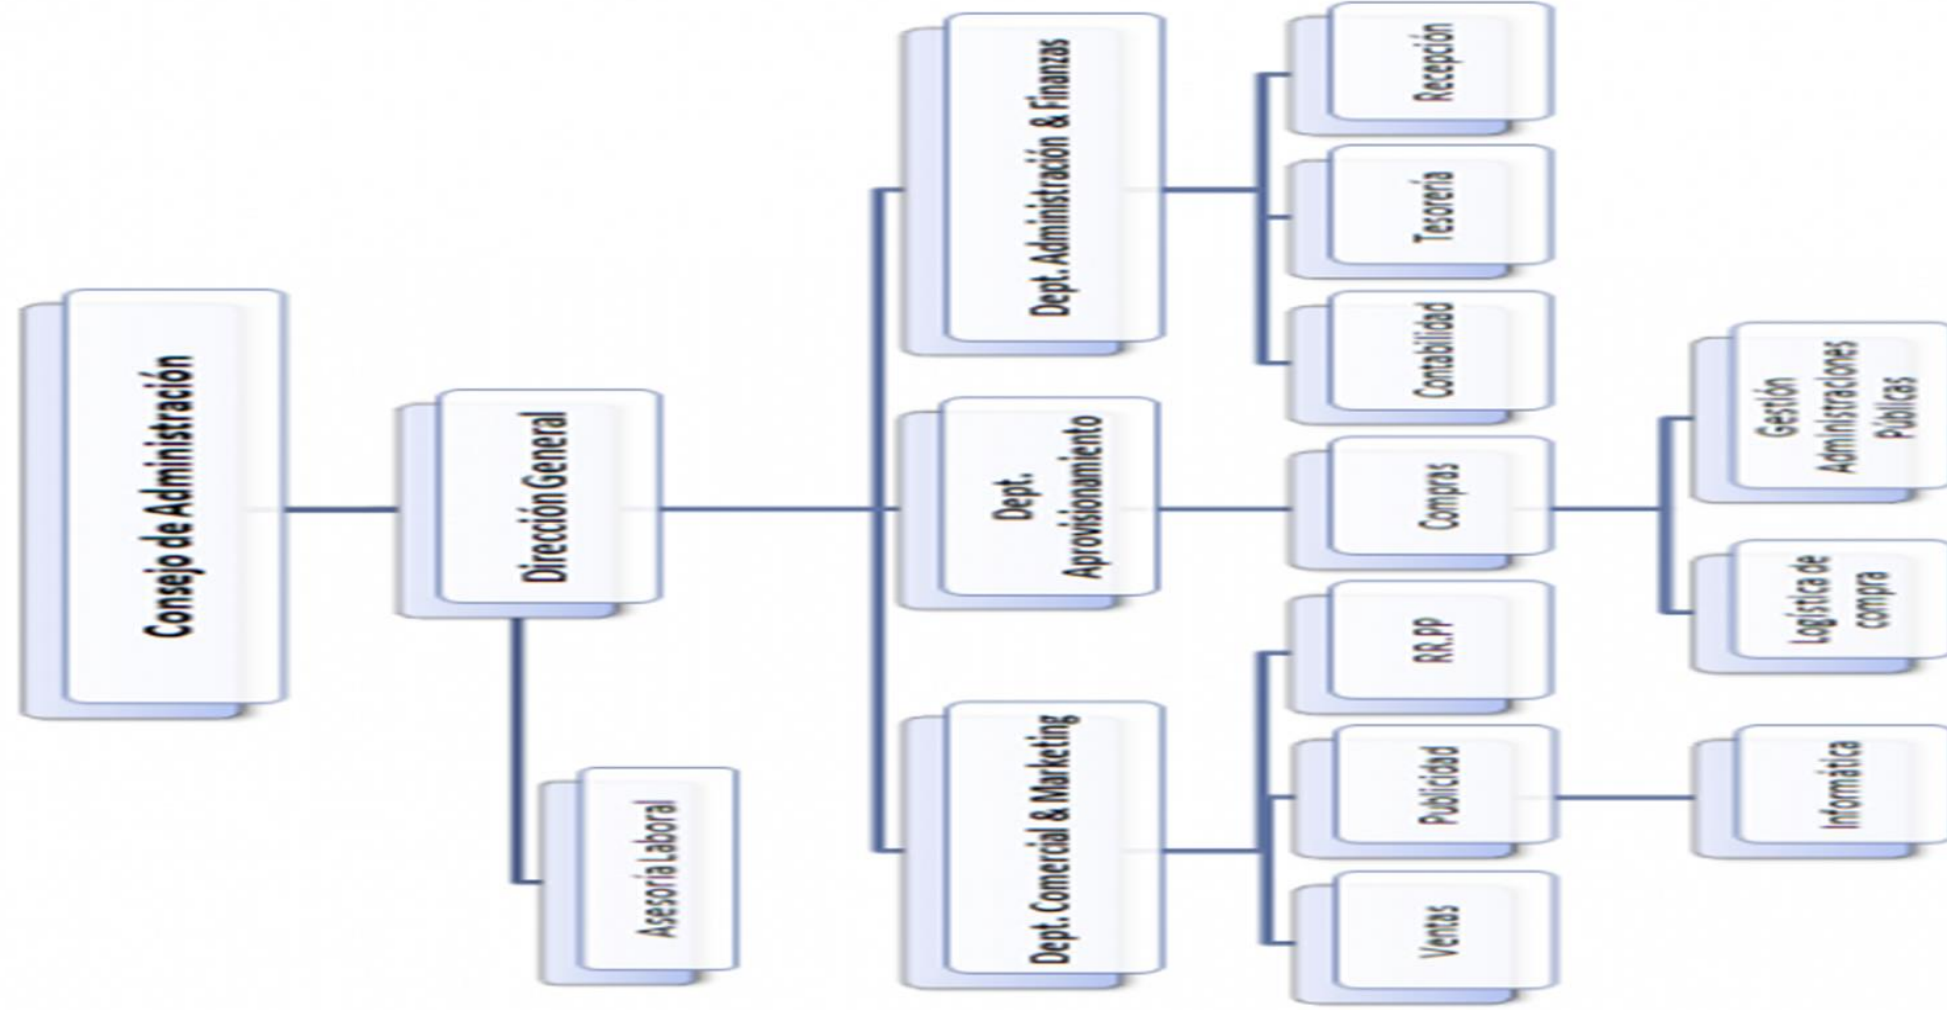 Consejo de Administración
Dirección General
Asesoría Laboral
Dept. Comercial & Marketing
Dept.
Aprovisionamiento
Dept. Administración & Finanzas
Ventas
Publicidad
RR.PP
Compras
Contabilidad
Tesorería
Recepción
Informática
Logística de
compra
Gestión
Administraciones
Públicas